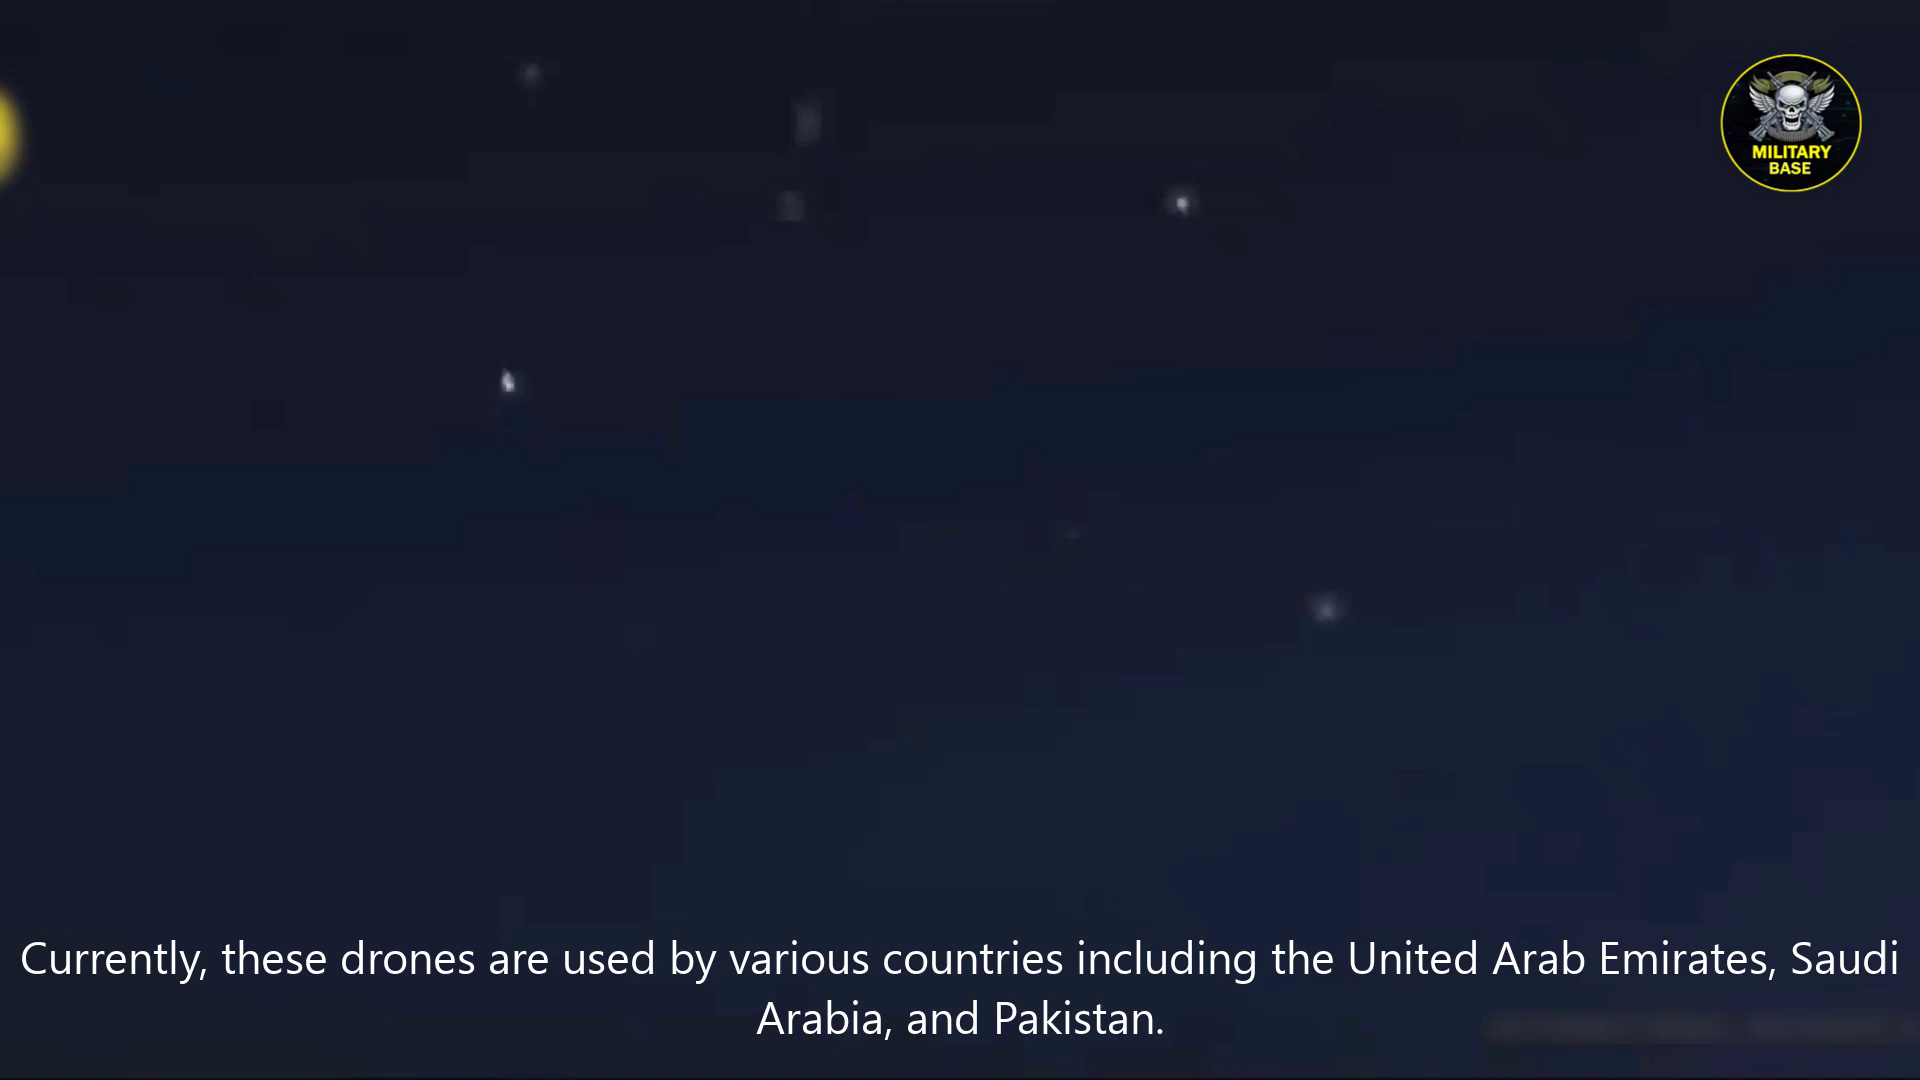 MILITARY
BASE
Currently, these drones are used by various countries including the United Arab Emirates, Saudi
Arabia, and Pakistan.